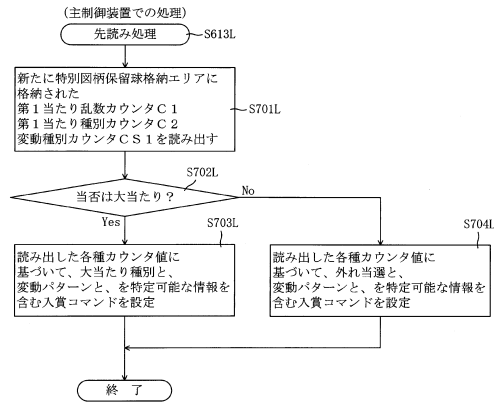 (主制御装置での処理)
先読み処理
S613L
新たに特別図柄保留球格納エリアに
格納された
第1当たり乱数カウンタC1
第1当たり種別カウンタC2
変動種別カウンタCS1を読み出す
S701L
当否は大当たり?
S702L
No
Yes
S703L
読み出した各種カウンタ値に
基づいて、大当たり種別と、
変動パターンと、を特定可能な情報を
含む入賞コマンドを設定
S704L
読み出した各種カウンタ値に
基づいて、外れ当選と、
変動パターンと、を特定可能な情報を
含む入賞コマンドを設定
終 了